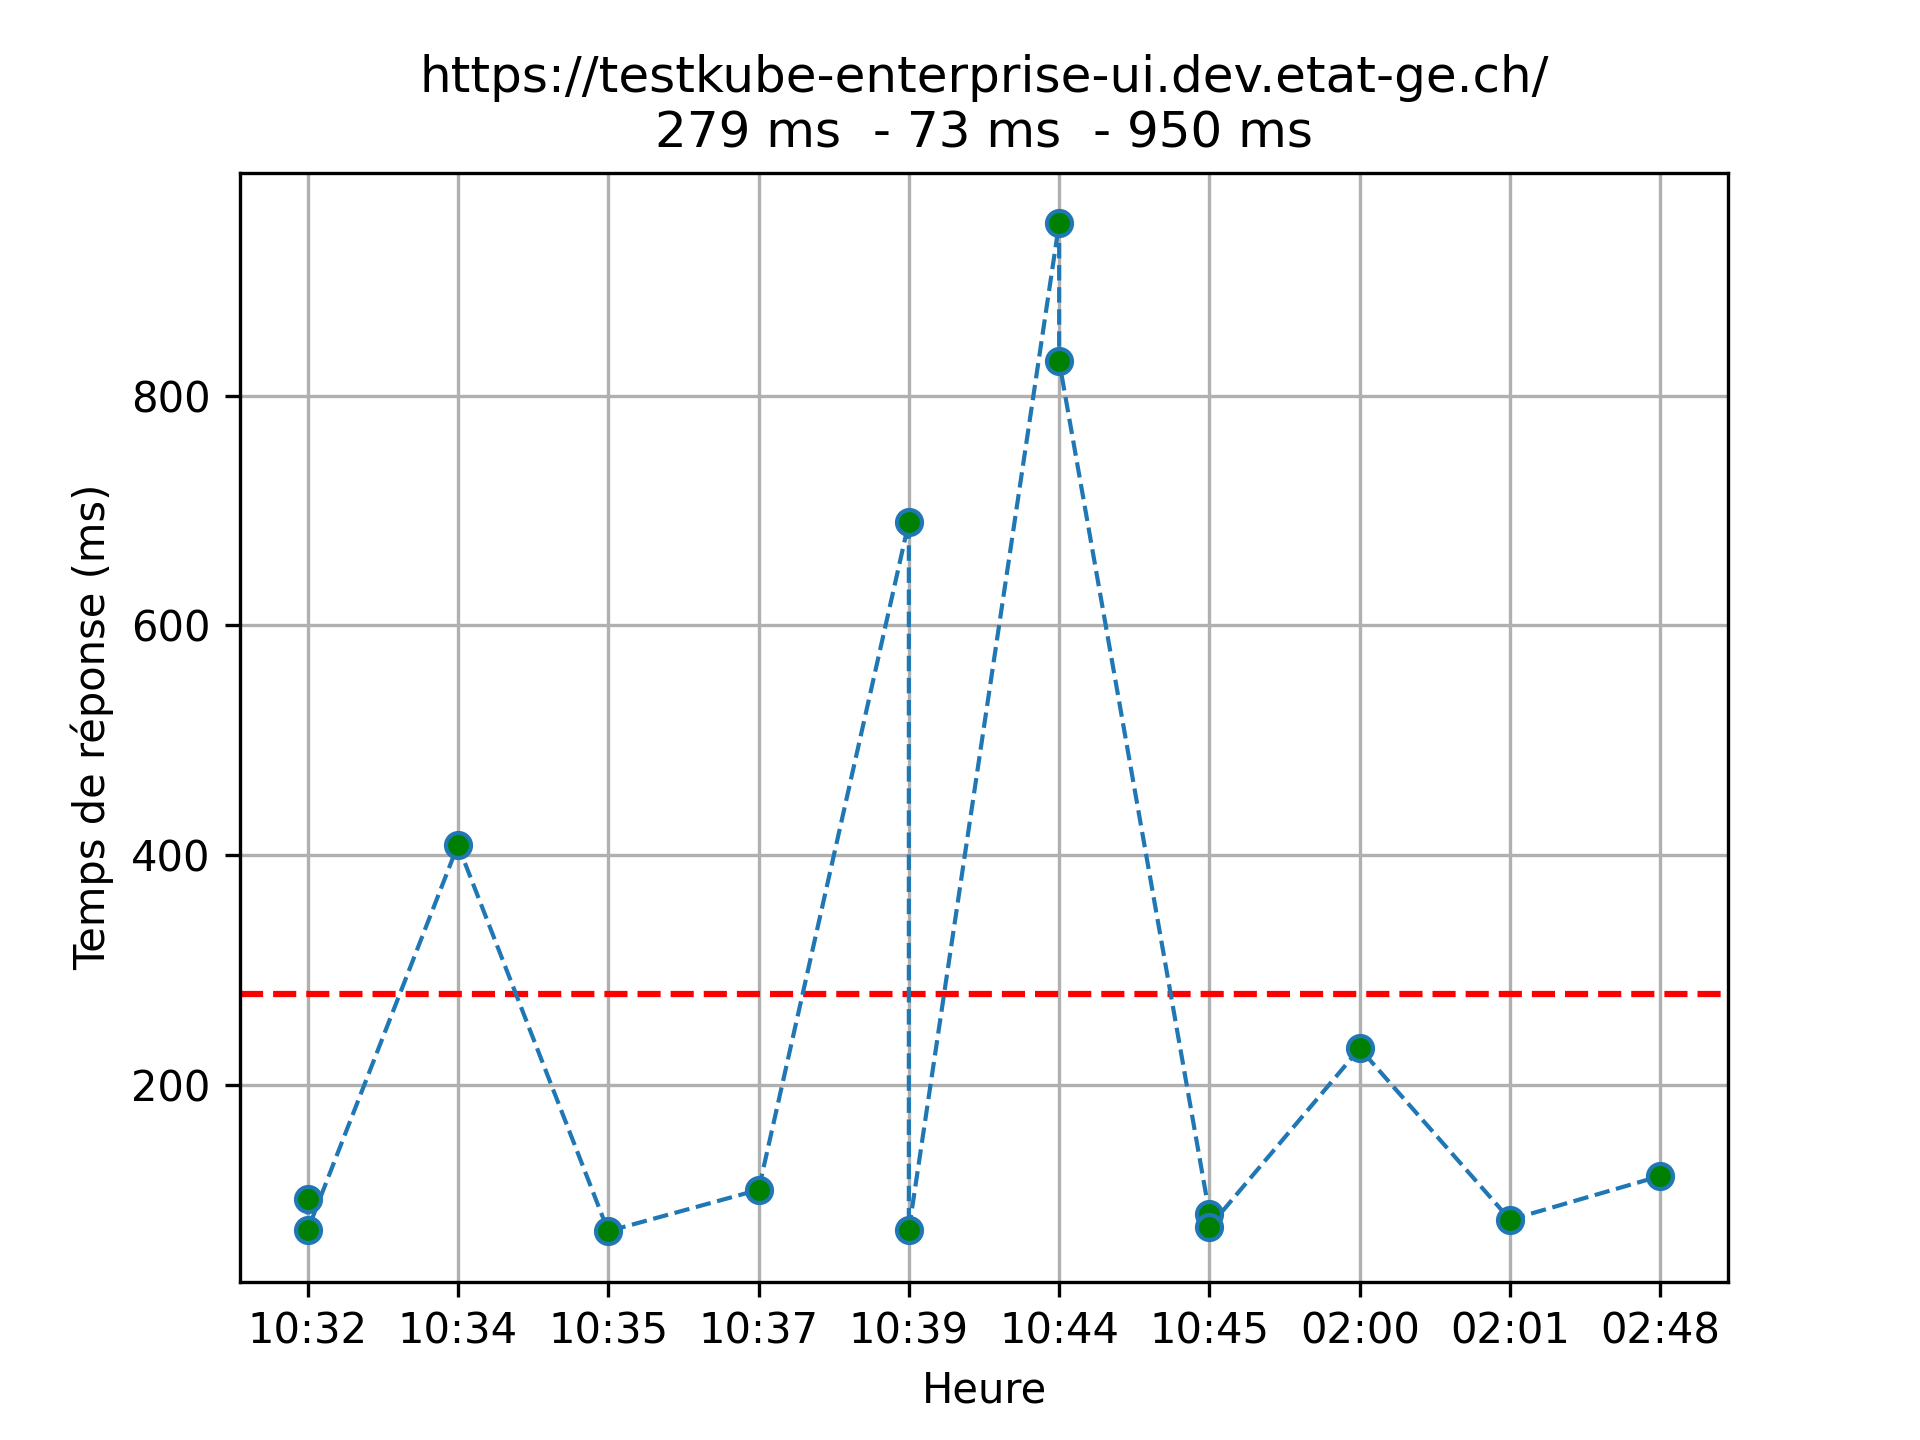 https://testkube-enterprise-ui.dev.etat-ge.ch/
279 ms  - 73 ms  - 950 ms
Temps de réponse (ms)
800
600
400
200
10:32 10:34 10:35 10:37 10:39 10:44 10:45 02:00 02:01 02:48
Heure